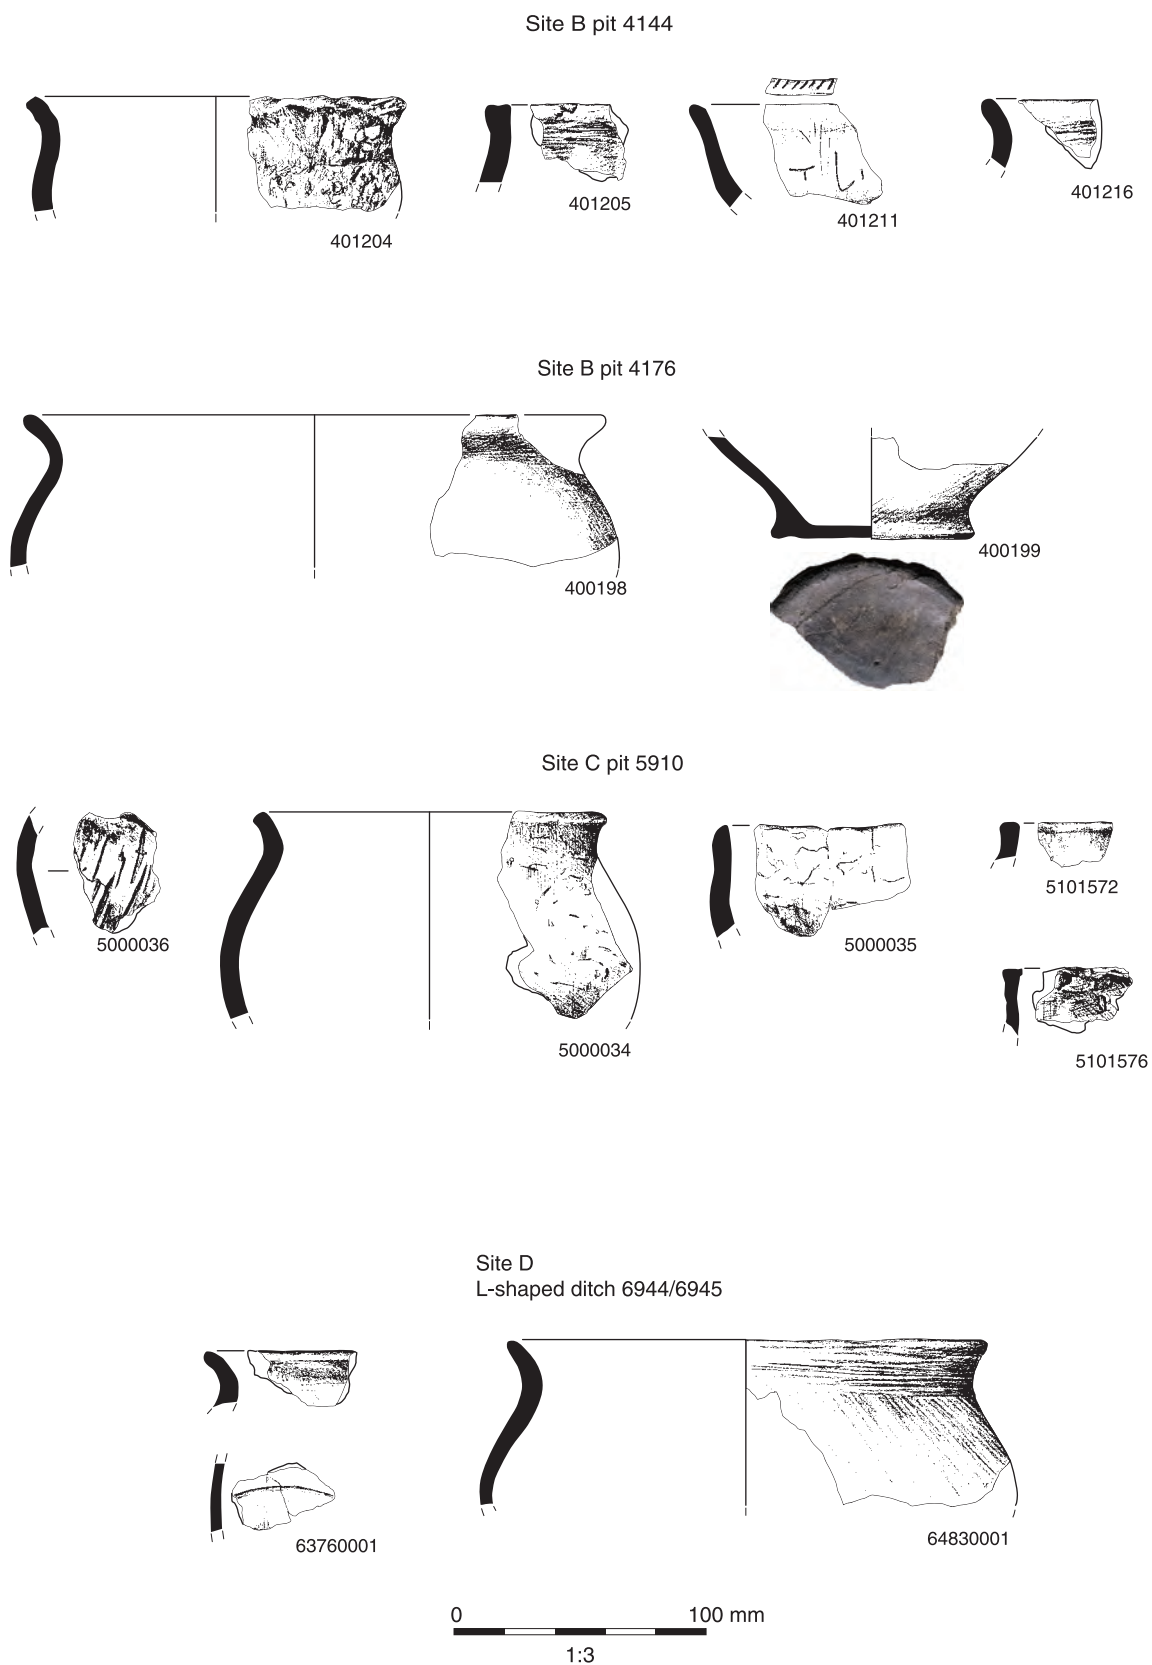 Site B pit 4144
401204
401205
401211
401216
Site B pit 4176
400198
400199
Site C pit 5910
5000036
5000034
5000035
5101572
5101576
Site D
L-shaped ditch 6944/6945
63760001
64830001
0 100 mm
1:3